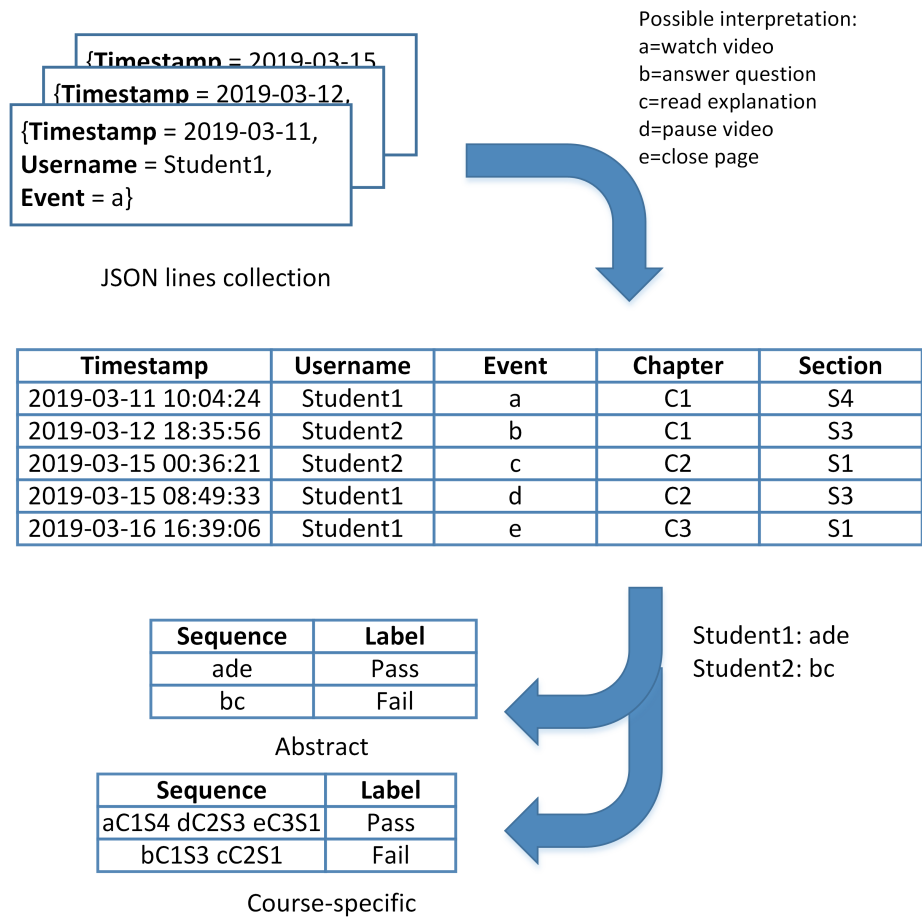 Possible interpretation:
a=watch video
b=answer question
c=read explanation
d=pause video
e=close page
{Timestamp = 2019-03-15
{Timestamp = 2019-03-12,
{Timestamp = 2019-03-11,
Username = Student1,
Event = a}
JSON lines collection
Timestamp Username Event Chapter Section
2019-03-11 10:04:24 Student1 a C1 S4
2019-03-12 18:35:56 Student2 b C1 S3
2019-03-15 00:36:21 Student2 c C2 S1
2019-03-15 08:49:33 Student1 d C2 S3
2019-03-16 16:39:06 Student1 e C3 S1
Student1: ade
Student2: bc
Sequence Label
ade Pass
bc Fail
Abstract
Sequence Label
aC1S4 dC2S3 eC3S1 Pass
bC1S3 cC2S1 Fail
Course-specific